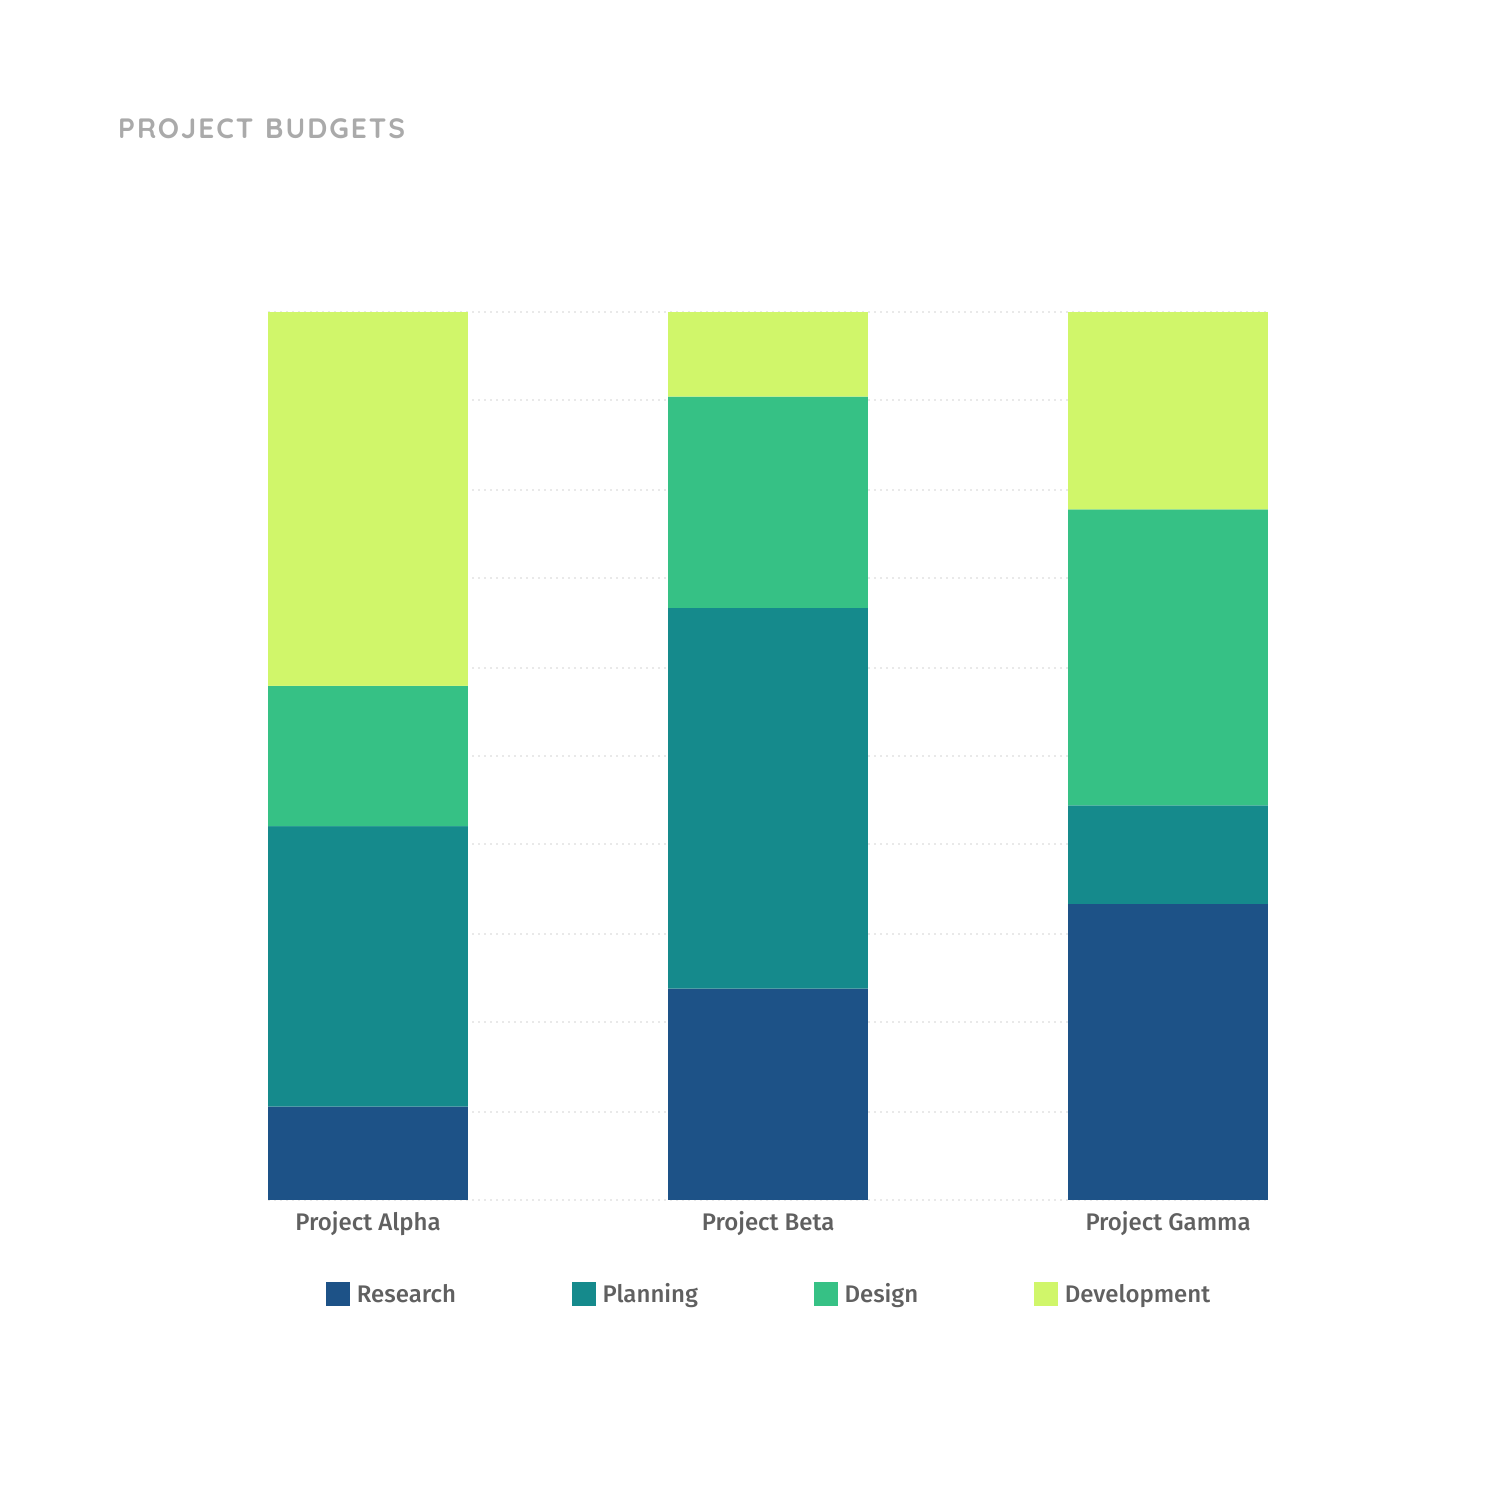 PROJECT BUDGETS
Project Alpha Project Beta Project Gamma
Research Planning Design Development